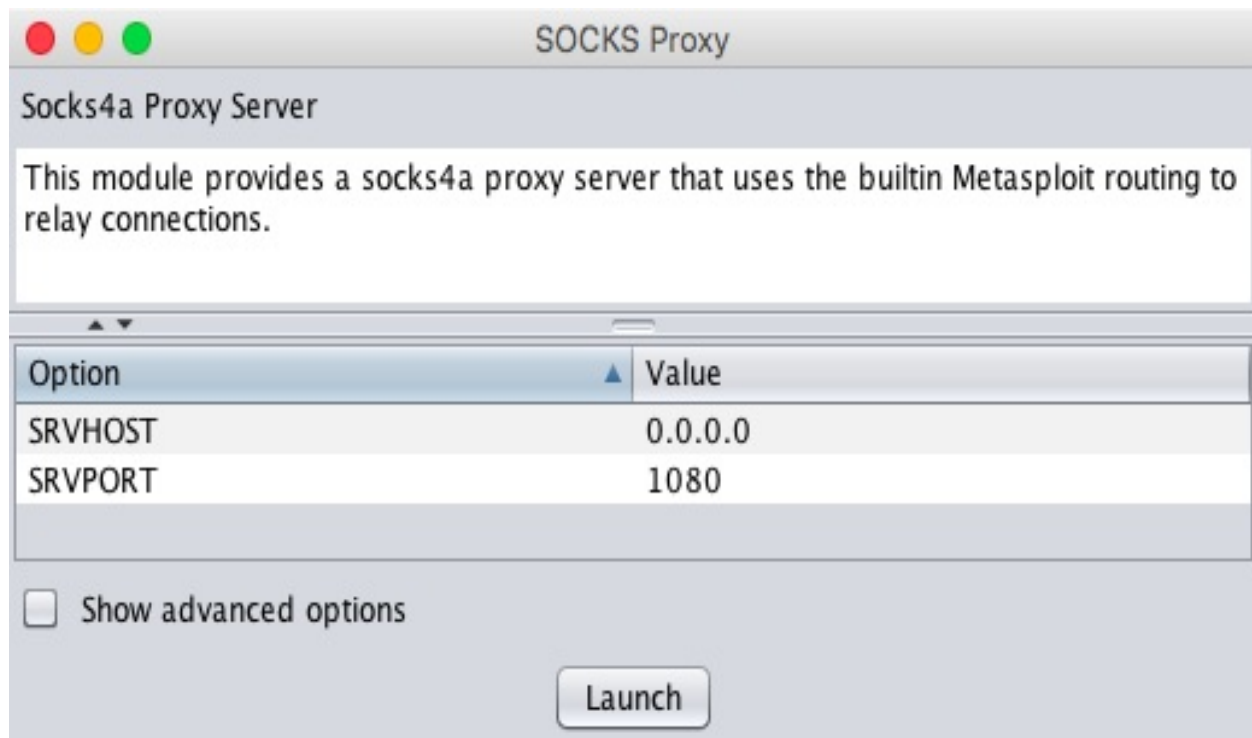 SOCKS Proxy
Socks4a Proxy Server
This module provides a socks4a proxy server that uses the builtin Metasploit routing to
relay connections.
Option Value
SRVHOST 0.0.0.0
SRVPORT 1080
Show advanced options
Launch